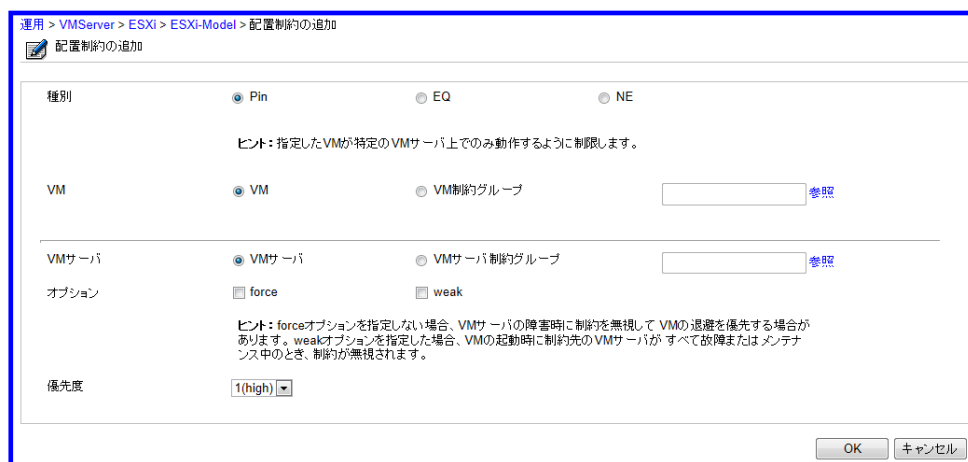 運用 > VMServer > ESXi > ESXi-Model > 配置制約の追加
配置制約の追加
種別 Pin EQ NE
ヒント：指定したVMが特定のVMサーバ上でのみ動作するように制限します。
VM VM VM制約グループ 参照
VMサーバ VMサーバ VMサーバ制約グループ 参照
オプション force weak
ヒント：forceオプションを指定しない場合、VMサーバの障害時に制約を無視して VMの退避を優先する場合が
あります。weakオプションを指定した場合、VMの起動時に制約先のVMサーバが すべて故障または メンテナ
ンス中のとき、制約が無視されます。
優先度 1(high)
OK キャンセル